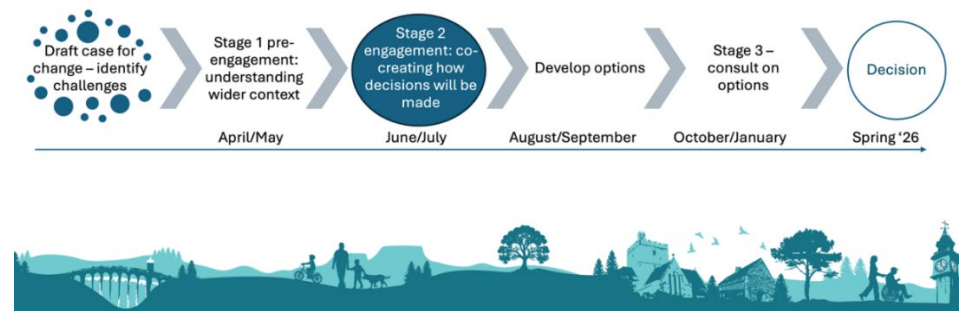 Draft case for
change – identify
challenges
Stage 1 pre-
engagement:
understanding
wider context
Stage 2
engagement: co-
creating how
decisions will be
made
Develop options
Stage 3 –
consult on
options
Decision
April/May
June/July
August/September
October/January
Spring ‘26